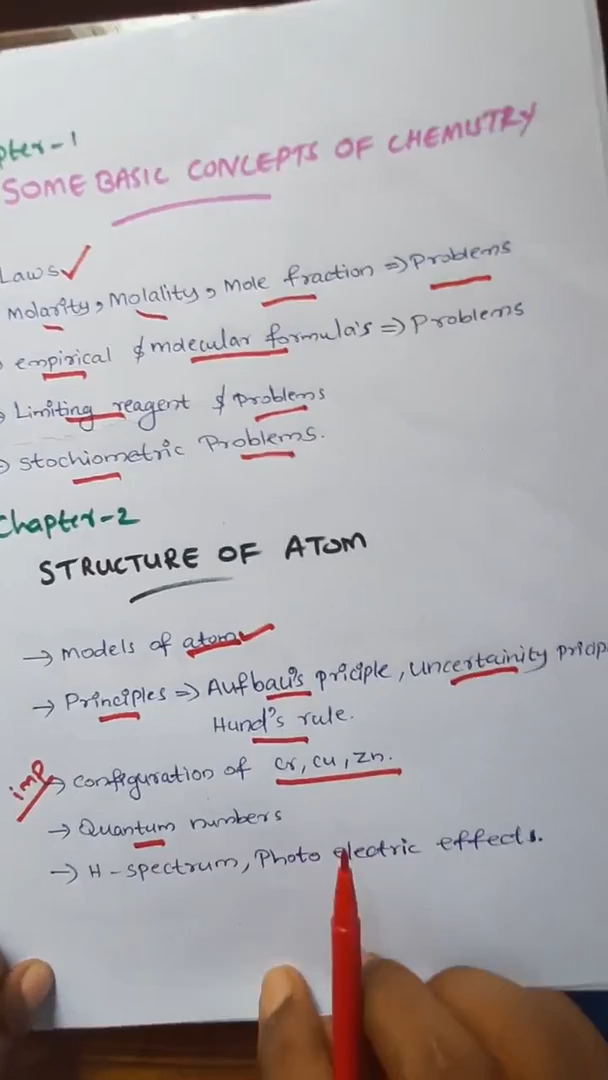 pter-1
SOME BASIC CONCEPTS OF CHEMISTRY
Laws✓
Molarity, Molality, Mole fraction => Problems
empirical & molecular formula's => Problems
Limiting reagent & problems
Stochiometric Problems.
Chapter-2
STRUCTURE OF ATOM
→ Models of atom
→ Principles => Aufbau's priciple, Uncertainity pricip
Hund's rule.
imp → Configuration of Cr, Cu, Zn.
→ Quantum numbers
→ H-spectrum, Photo electric effects.